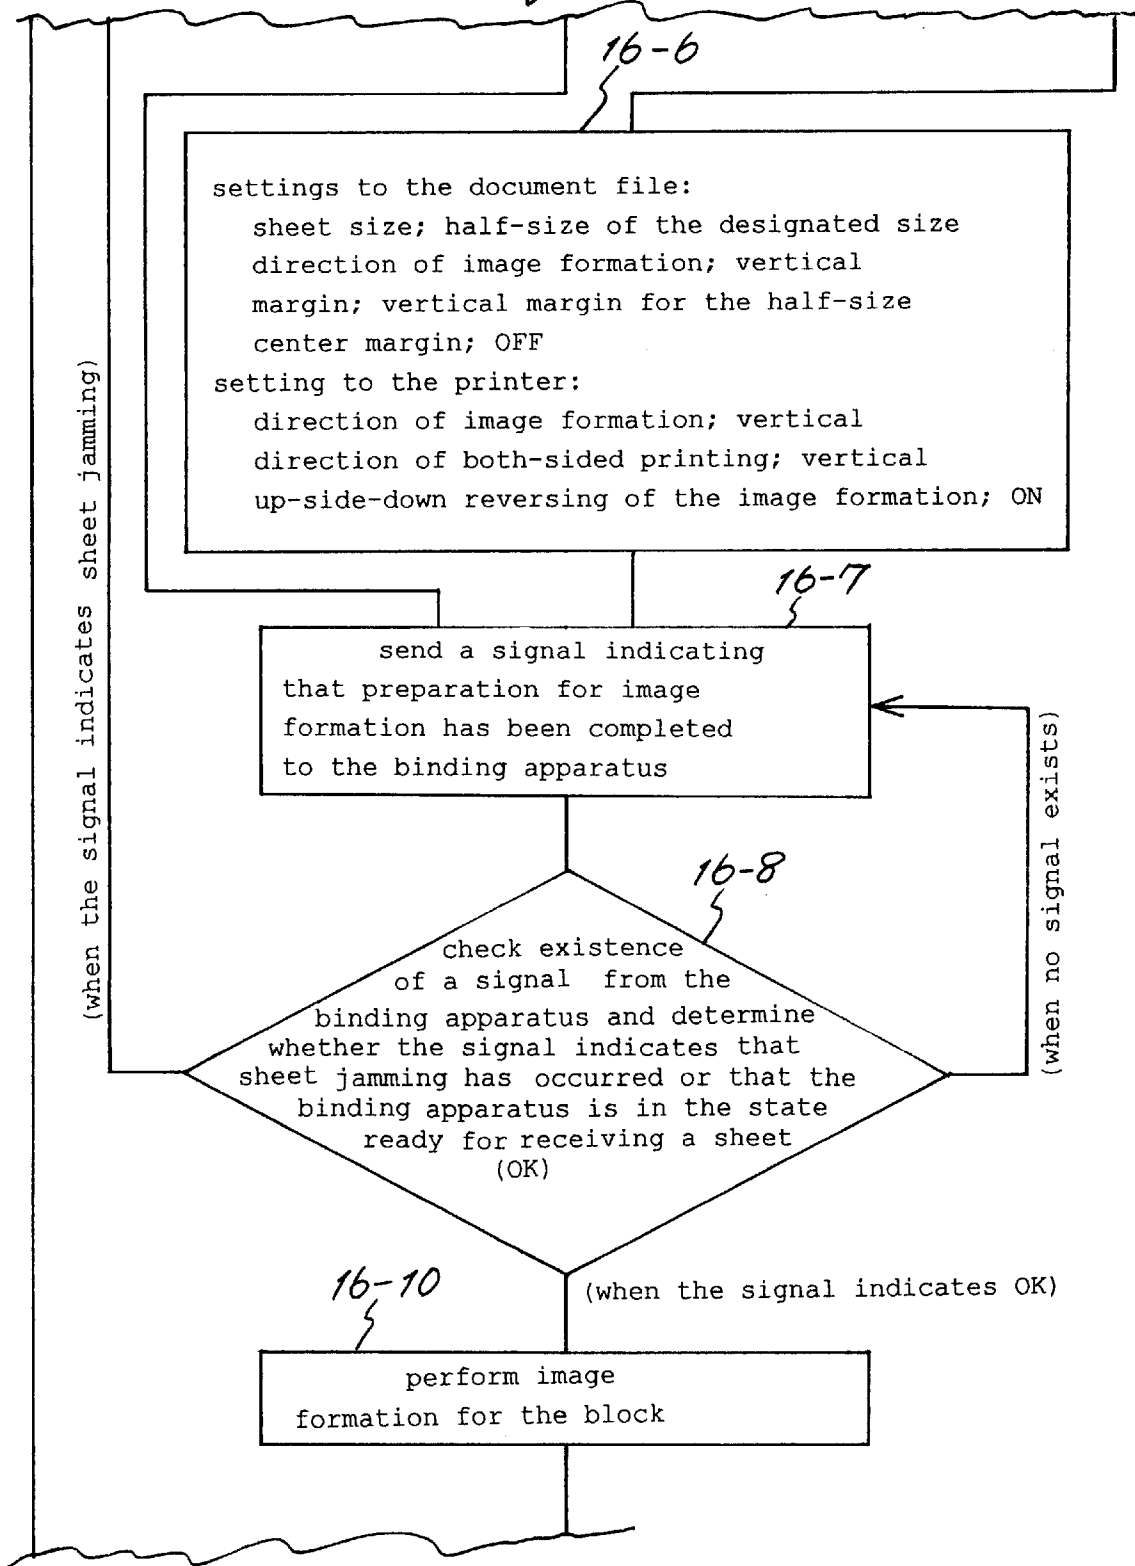 16-6
settings to the document file:
sheet size; half-size of the designated size
direction of image formation; vertical
margin; vertical margin for the half-size
center margin; OFF
setting to the printer:
direction of image formation; vertical
direction of both-sided printing; vertical
up-side-down reversing of the image formation; ON
(when the signal indicates sheet jamming)
16-7
send a signal indicating
that preparation for image
formation has been completed
to the binding apparatus
(when no signal exists)
16-8
check existence
of a signal from the
binding apparatus and determine
whether the signal indicates that
sheet jamming has occurred or that the
binding apparatus is in the state
ready for receiving a sheet
(OK)
(when the signal indicates OK)
16-10
perform image
formation for the block